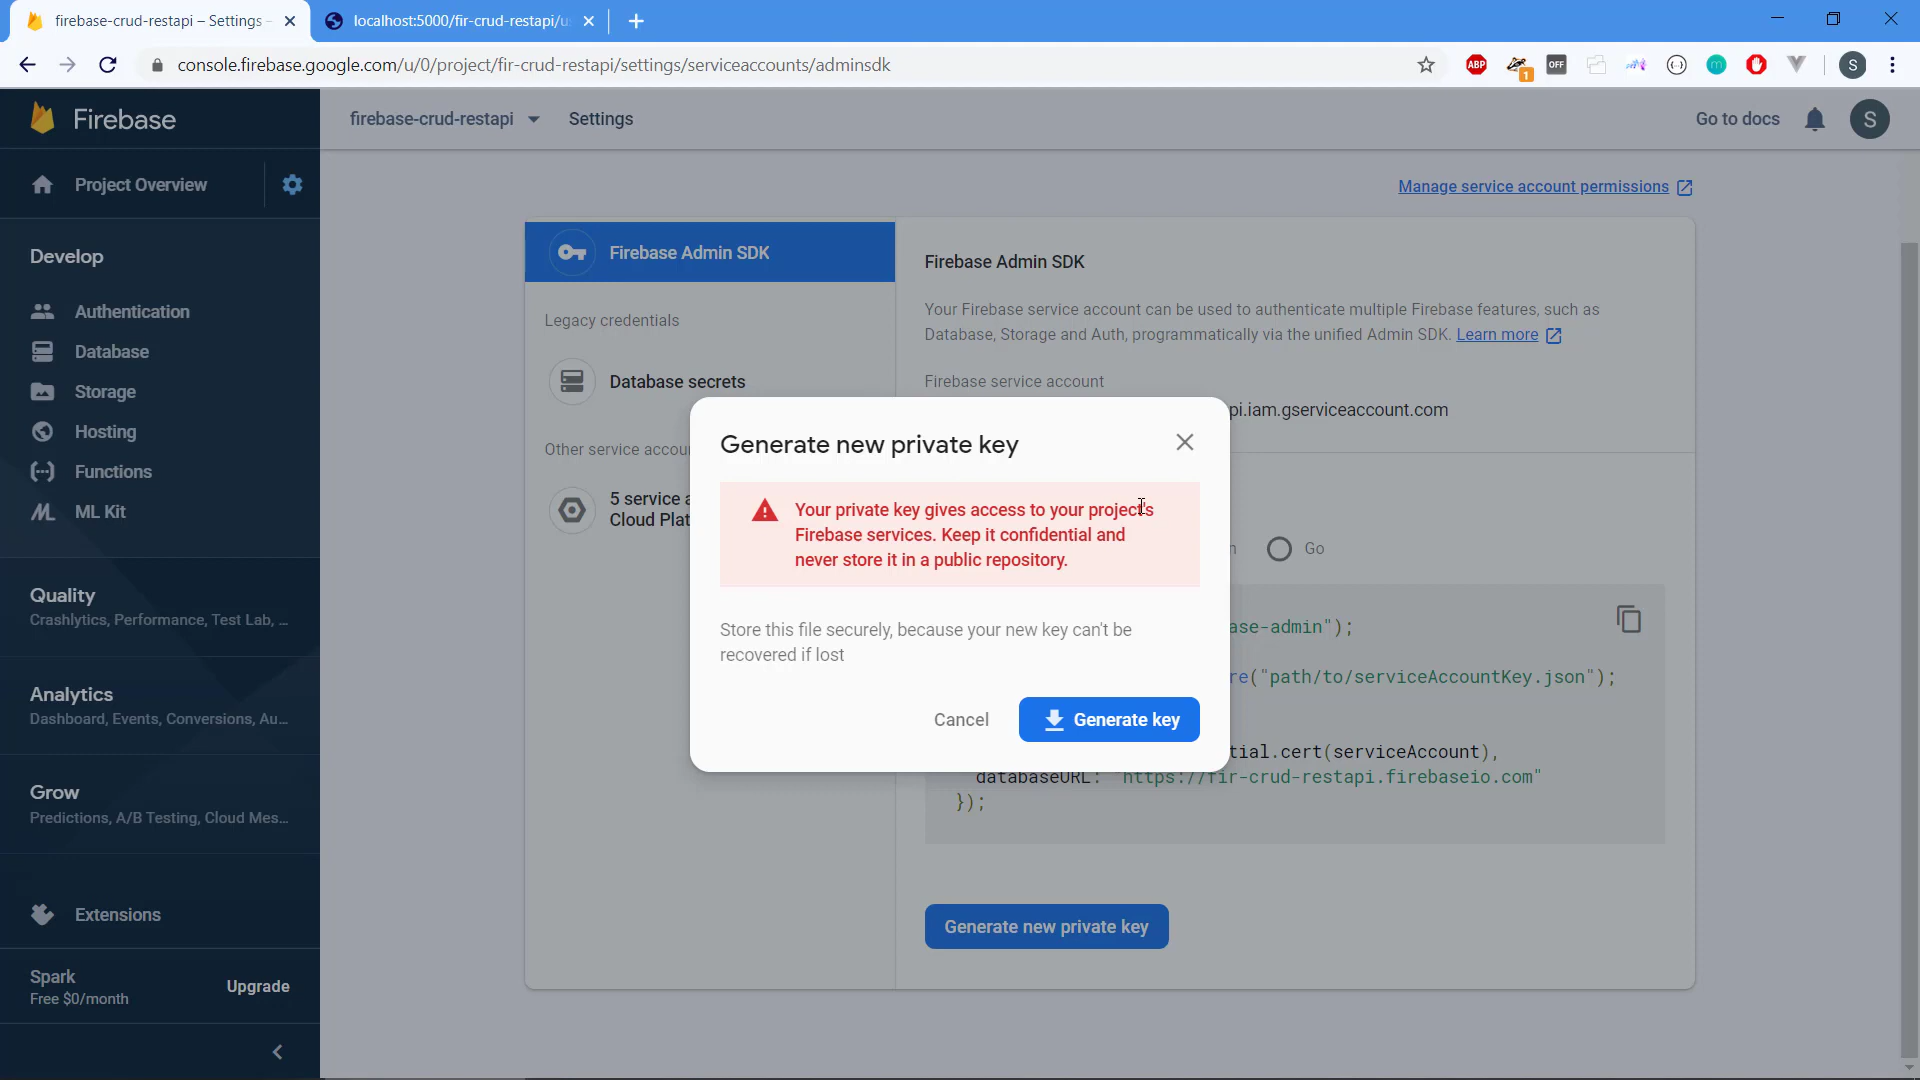 firebase-crud-restapi – Settings -
localhost:5000/fir-crud-restapi/u
console.firebase.google.com/u/0/project/fir-crud-restapi/settings/serviceaccounts/adminsdk
ABP
1
OFF
m
S
Firebase
firebase-crud-restapi
Settings
Go to docs
S
Project Overview
Manage service account permissions
Develop
Authentication
Database
Storage
Hosting
Functions
ML Kit
Quality
Crashlytics, Performance, Test Lab, ...
Analytics
Dashboard, Events, Conversions, Au...
Grow
Predictions, A/B Testing, Cloud Mes...
Extensions
Spark
Free $0/month
Upgrade
Firebase Admin SDK
Legacy credentials
Database secrets
Other service accou
5 service a
Cloud Plat
Firebase Admin SDK
Your Firebase service account can be used to authenticate multiple Firebase features, such as
Database, Storage and Auth, programmatically via the unified Admin SDK. Learn more
Firebase service account
pi.iam.gserviceaccount.com
n
Go
ase-admin");
re("path/to/serviceAccountKey.json");
tial.cert(serviceAccount),
databaseURL: "https://fir-crud-restapi.firebaseio.com"
});
Generate new private key
Generate new private key
Your private key gives access to your project's
Firebase services. Keep it confidential and
never store it in a public repository.
Store this file securely, because your new key can't be
recovered if lost
Cancel
Generate key